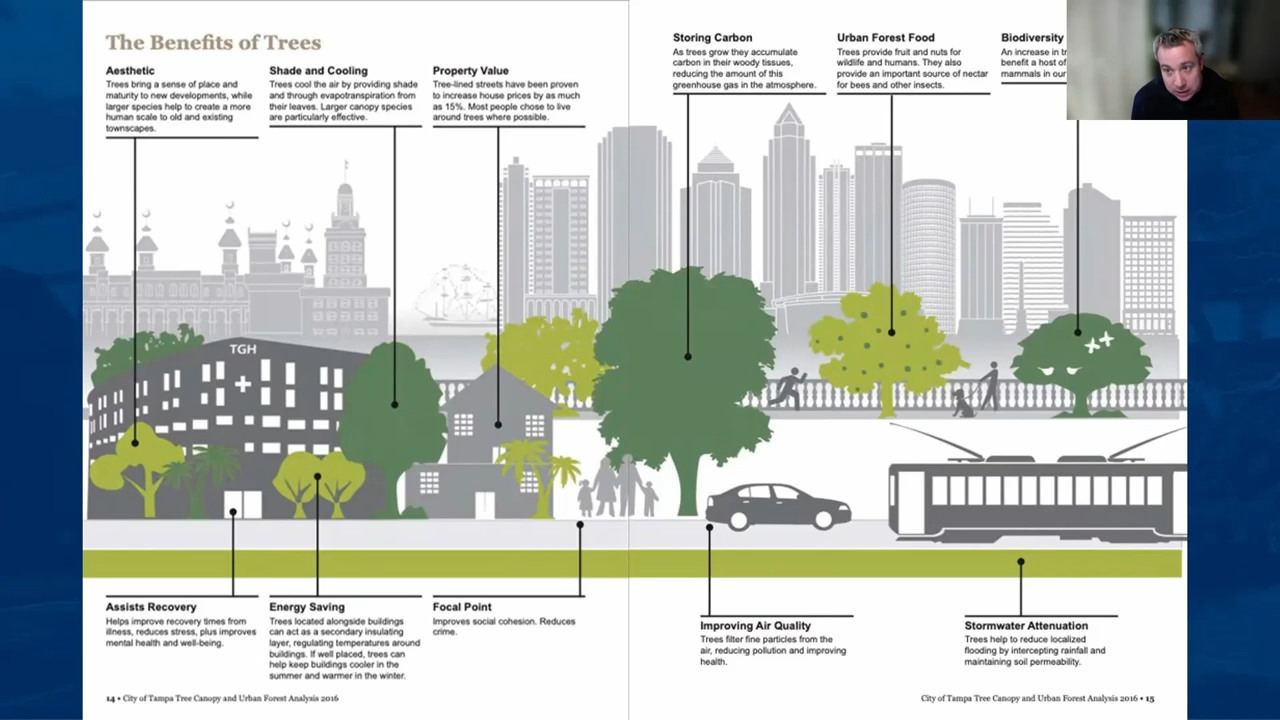 The Benefits of Trees
Aesthetic
Trees bring a sense of place and
maturity to new developments, while
larger species help to create a more
human scale to old and existing
townscapes.
Shade and Cooling
Trees cool the air by providing shade
and through evapotranspiration from
their leaves. Larger canopy species
are particularly effective.
Property Value
Tree-lined streets have been proven
to increase house prices by as much
as 15%. Most people chose to live
around trees where possible.
Storing Carbon
As trees grow they accumulate
carbon in their woody tissues,
reducing the amount of this
greenhouse gas in the atmosphere.
Urban Forest Food
Trees provide fruit and nuts for
wildlife and humans. They also
provide an important source of nectar
for bees and other insects.
Biodiversity
An increase in
benefit a host of
mammals in our
TGH
Assists Recovery
Helps improve recovery times from
illness, reduces stress, plus improves
mental health and well-being.
Energy Saving
Trees located alongside buildings
can act as a secondary insulating
layer, regulating temperatures around
buildings. If well placed, trees can
help keep buildings cooler in the
summer and warmer in the winter.
Focal Point
Improves social cohesion. Reduces
crime.
Improving Air Quality
Trees filter fine particles from the
air, reducing pollution and improving
health.
Stormwater Attenuation
Trees help to reduce localized
flooding by intercepting rainfall and
maintaining soil permeability.
14 • City of Tampa Tree Canopy and Urban Forest Analysis 2016
City of Tampa Tree Canopy and Urban Forest Analysis 2016 • 15